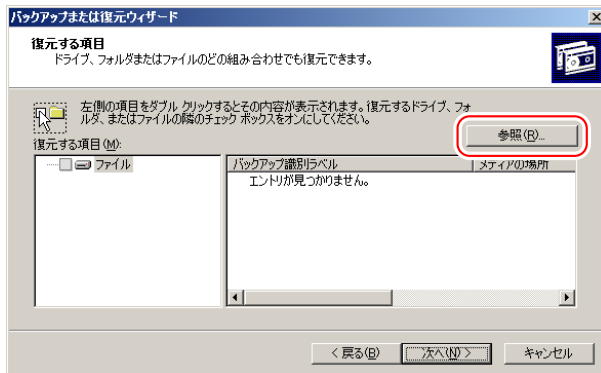 バックアップまたは復元ウィザード
復元する項目
ドライブ、フォルダまたはファイルのどの組み合わせでも復元できます。
左側の項目をダブル クリックするとその内容が表示されます。復元するドライブ、フォ
ルダ、またはファイルの隣のチェック ボックスをオンにしてください。
参照(R)...
復元する項目(M):
ファイル
バックアップ識別ラベル
メディアの場所
エントリが見つかりません。
< 戻る(B)
次へ(N) >
キャンセル